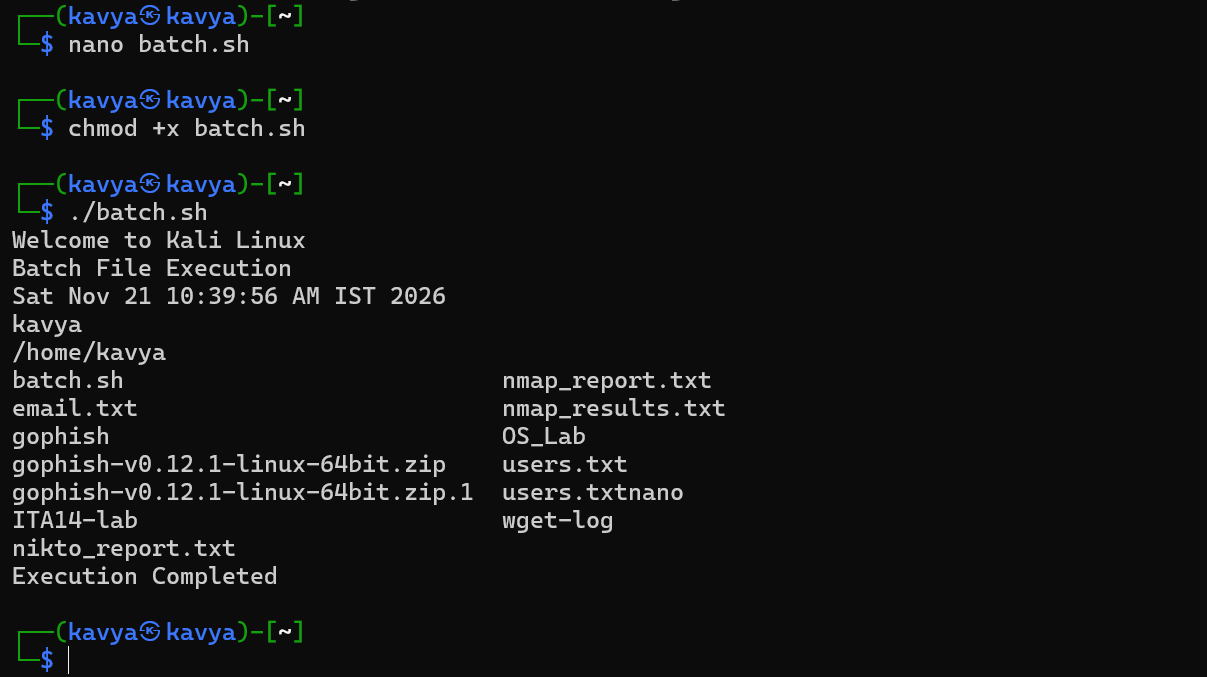 ┌──(kavya㉿kavya)-[~]
└─$ nano batch.sh
┌──(kavya㉿kavya)-[~]
└─$ chmod +x batch.sh
┌──(kavya㉿kavya)-[~]
└─$ ./batch.sh
Welcome to Kali Linux
Batch File Execution
Sat Nov 21 10:39:56 AM IST 2026
kavya
/home/kavya
batch.sh                           nmap_report.txt
email.txt                          nmap_results.txt
gophish                            OS_Lab
gophish-v0.12.1-linux-64bit.zip    users.txt
gophish-v0.12.1-linux-64bit.zip.1  users.txtnano
ITA14-lab                          wget-log
nikto_report.txt
Execution Completed
┌──(kavya㉿kavya)-[~]
└─$